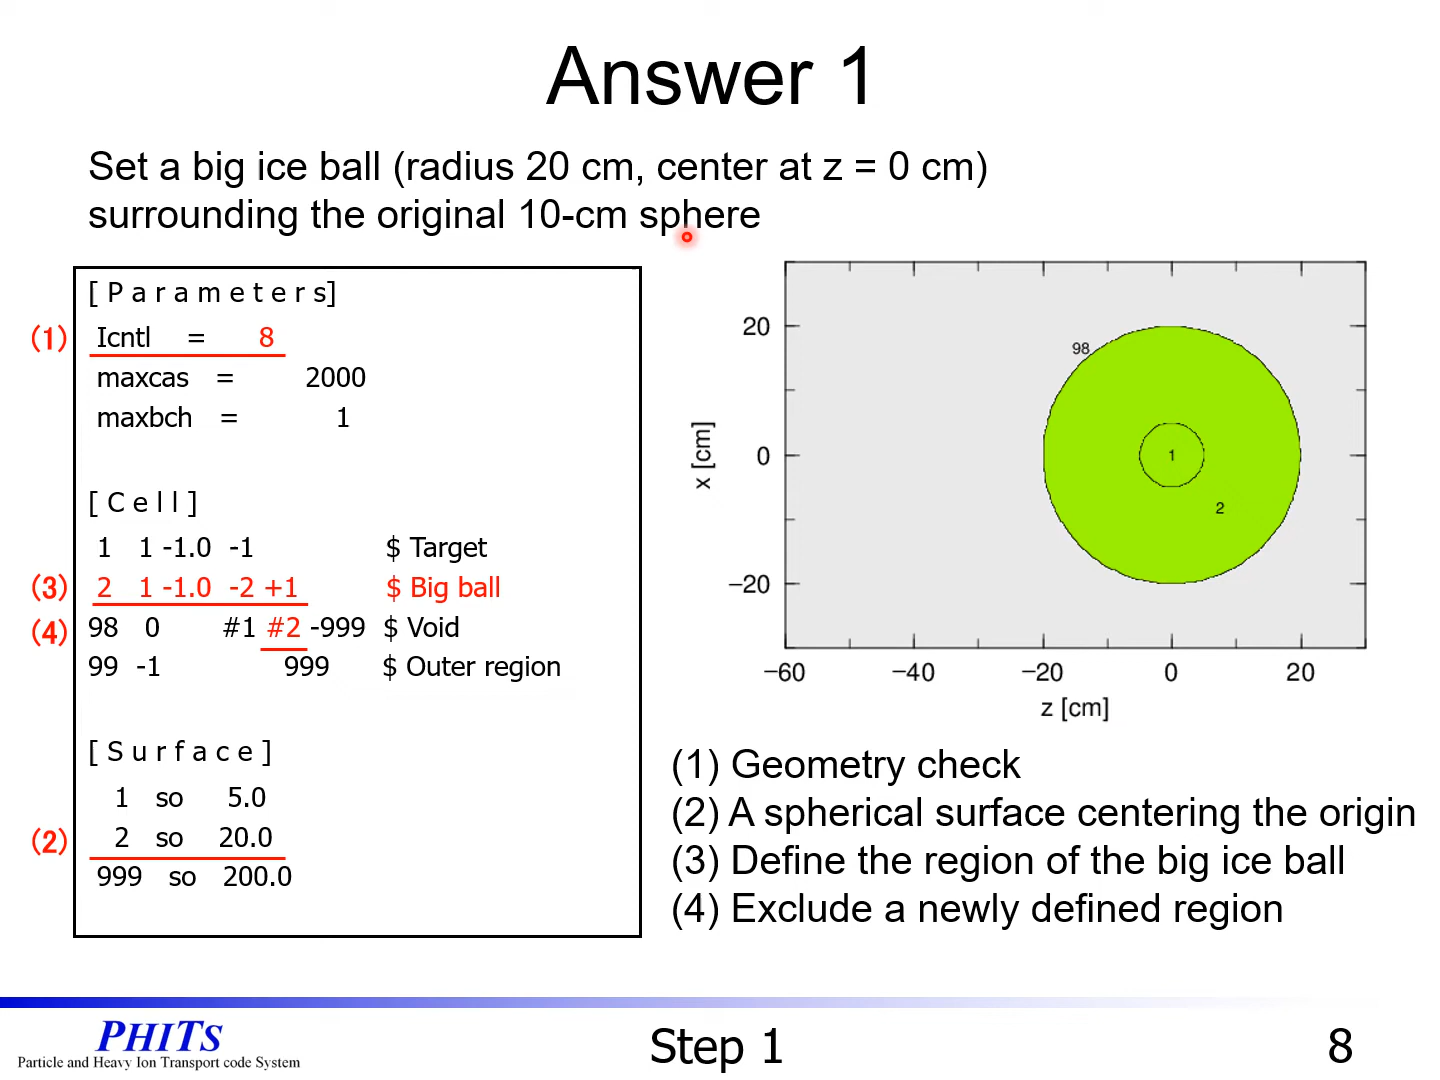 Answer 1
Set a big ice ball (radius 20 cm, center at z = 0 cm)
surrounding the original 10-cm sphere
[ P a r a m e t e r s]
(1) Icntl = 8
maxcas = 2000
maxbch = 1
[ C e l l ]
1 1 -1.0 -1 $ Target
(3) 2 1 -1.0 -2 +1 $ Big ball
(4) 98 0 #1 #2 -999 $ Void
99 -1 999 $ Outer region
[ S u r f a c e ]
1 so 5.0
(2) 2 so 20.0
999 so 200.0
20
98
x [cm]
0
1
2
−20
−60 −40 −20 0 20
z [cm]
(1) Geometry check
(2) A spherical surface centering the origin
(3) Define the region of the big ice ball
(4) Exclude a newly defined region
PHITS
Particle and Heavy Ion Transport code System
Step 1
8